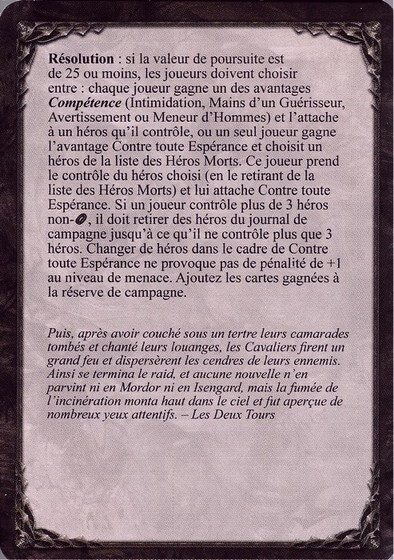 Résolution : si la valeur de poursuite est
de 25 ou moins, les joueurs doivent choisir
entre : chaque joueur gagne un des avantages
Compétence (Intimidation, Mains d'un Guérisseur,
Avertissement ou Meneur d'Hommes) et l'attache
à un héros qu'il contrôle, ou un seul joueur gagne
l'avantage Contre toute Espérance et choisit un
héros de la liste des Héros Morts. Ce joueur prend
le contrôle du héros choisi (en le retirant de la
liste des Héros Morts) et lui attache Contre toute
Espérance. Si un joueur contrôle plus de 3 héros
non-, il doit retirer des héros du journal de
campagne jusqu'à ce qu'il ne contrôle plus que 3
héros. Changer de héros dans le cadre de Contre
toute Espérance ne provoque pas de pénalité de +1
au niveau de menace. Ajoutez les cartes gagnées à
la réserve de campagne.
Puis, après avoir couché sous un tertre leurs camarades
tombés et chanté leurs louanges, les Cavaliers firent un
grand feu et dispersèrent les cendres de leurs ennemis.
Ainsi se termina le raid, et aucune nouvelle n'en
parvint ni en Mordor ni en Isengard, mais la fumée de
l'incinération monta haut dans le ciel et fut aperçue de
nombreux yeux attentifs. – Les Deux Tours